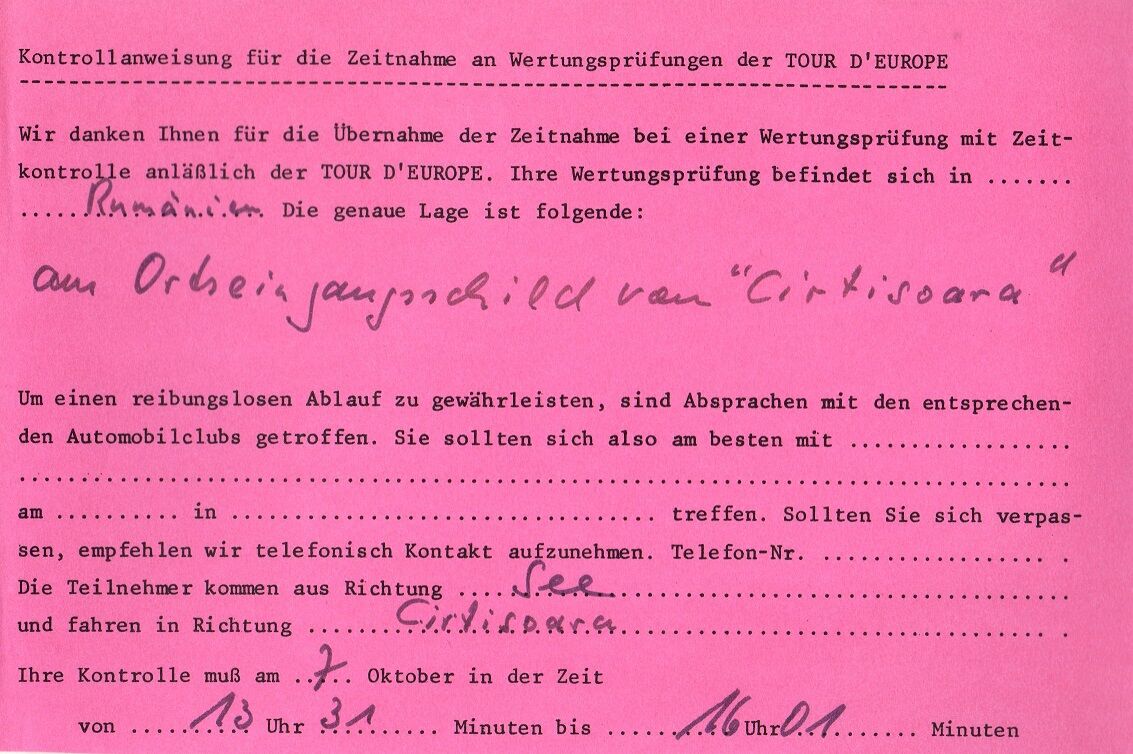 Kontrollanweisung für die Zeitnahme an Wertungsprüfungen der TOUR D'EUROPE
Wir danken Ihnen für die Übernahme der Zeitnahme bei einer Wertungsprüfung mit Zeit-
kontrolle anläßlich der TOUR D'EUROPE. Ihre Wertungsprüfung befindet sich in .......
.....Rumänien. Die genaue Lage ist folgende:
am Ortseingangsschild von "Cirtisoara"
Um einen reibungslosen Ablauf zu gewährleisten, sind Absprachen mit den entsprechen-
den Automobilclubs getroffen. Sie sollten sich also am besten mit ..................
......................................................................................
am .......... in ................................... treffen. Sollten Sie sich verpas-
sen, empfehlen wir telefonisch Kontakt aufzunehmen. Telefon-Nr. .................. .
Die Teilnehmer kommen aus Richtung .....See......................................
und fahren in Richtung ........Cirtisoara.................................... .
Ihre Kontrolle muß am ..7.. Oktober in der Zeit
von .....13 Uhr 31...... Minuten bis .......16 Uhr 01....... Minuten